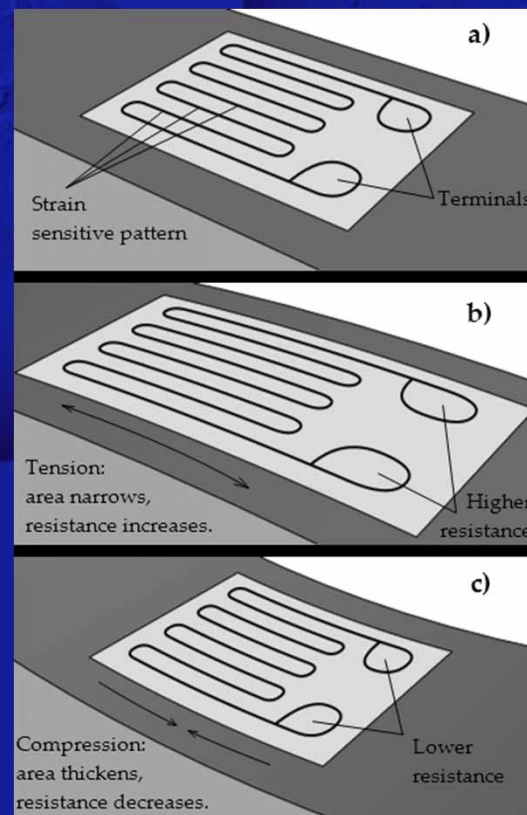 a)
Strain
sensitive pattern
Terminals
b)
Tension:
area narrows,
resistance increases.
Higher
resistance
c)
Compression:
area thickens,
resistance decreases.
Lower
resistance